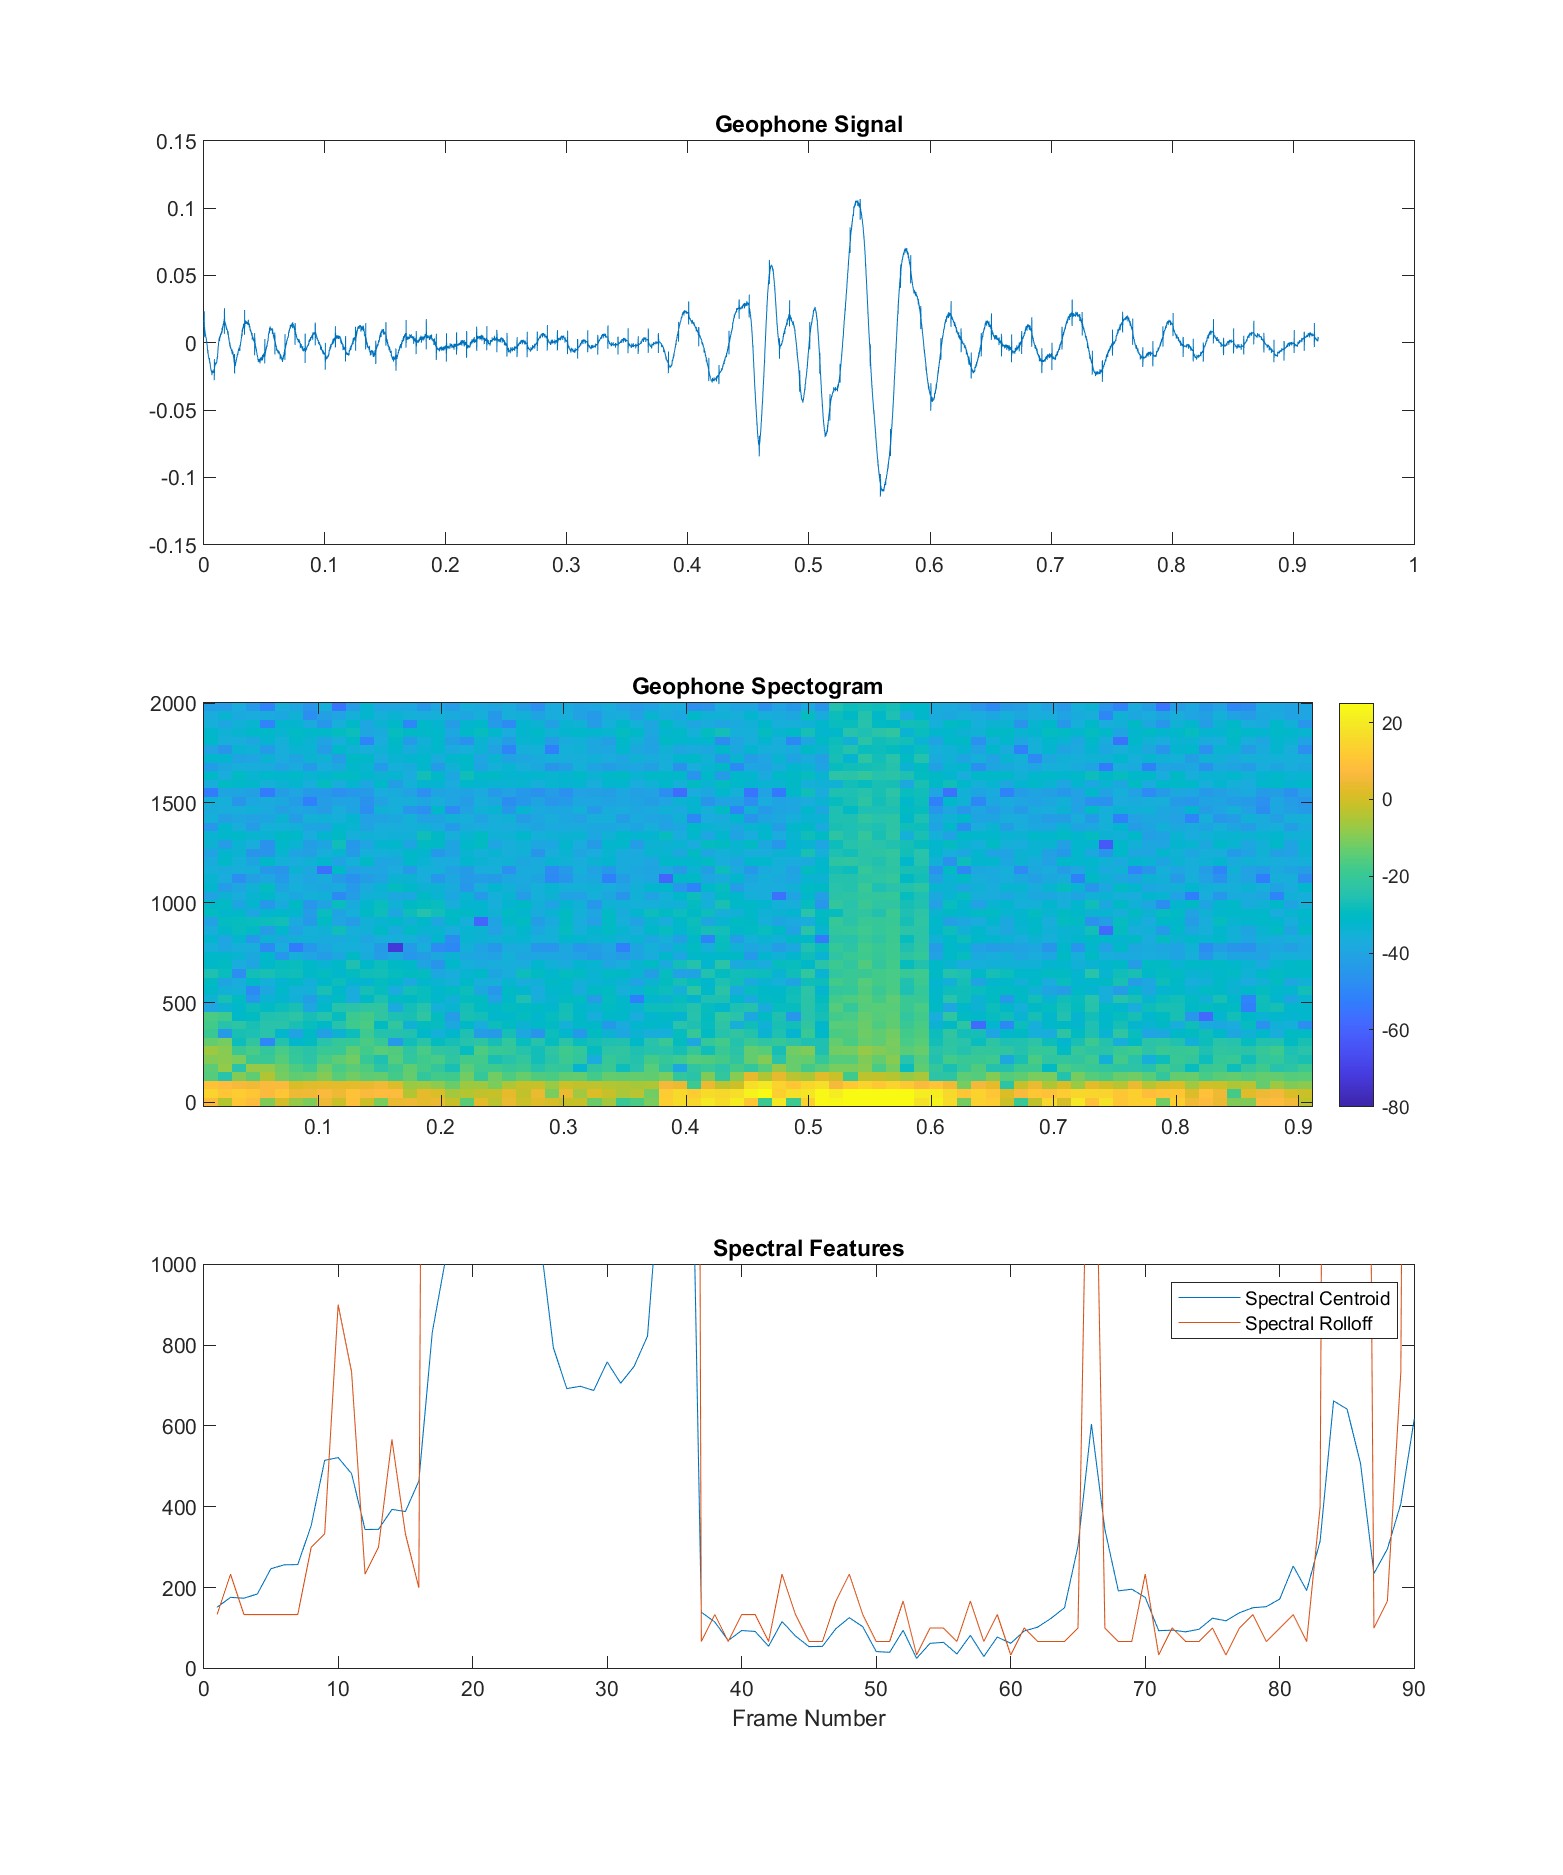 Geophone Signal
0.15
0.1
0.05
0
-0.05
-0.1
-0.15
0 0.1 0.2 0.3 0.4 0.5 0.6 0.7 0.8 0.9 1
Geophone Spectogram
2000
1500
1000
500
0
0.1 0.2 0.3 0.4 0.5 0.6 0.7 0.8 0.9
20
0
-20
-40
-60
-80
Spectral Features
1000
800
600
400
200
0
Spectral Centroid
Spectral Rolloff
0 10 20 30 40 50 60 70 80 90
Frame Number